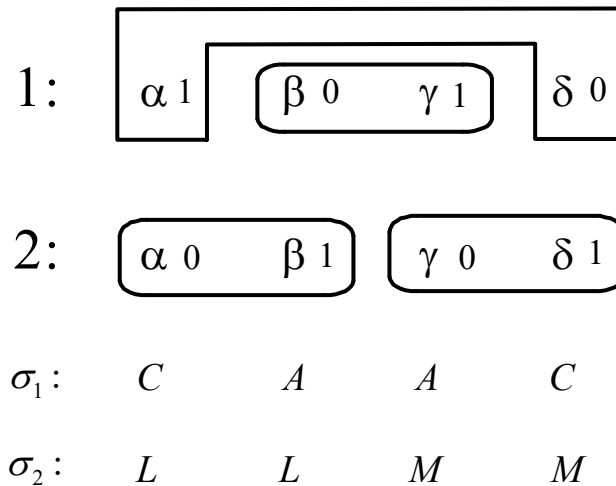 1: α 1 β 0 γ 1 δ 0
2: α 0 β 1 γ 0 δ 1
σ₁: C A A C
σ₂: L L M M